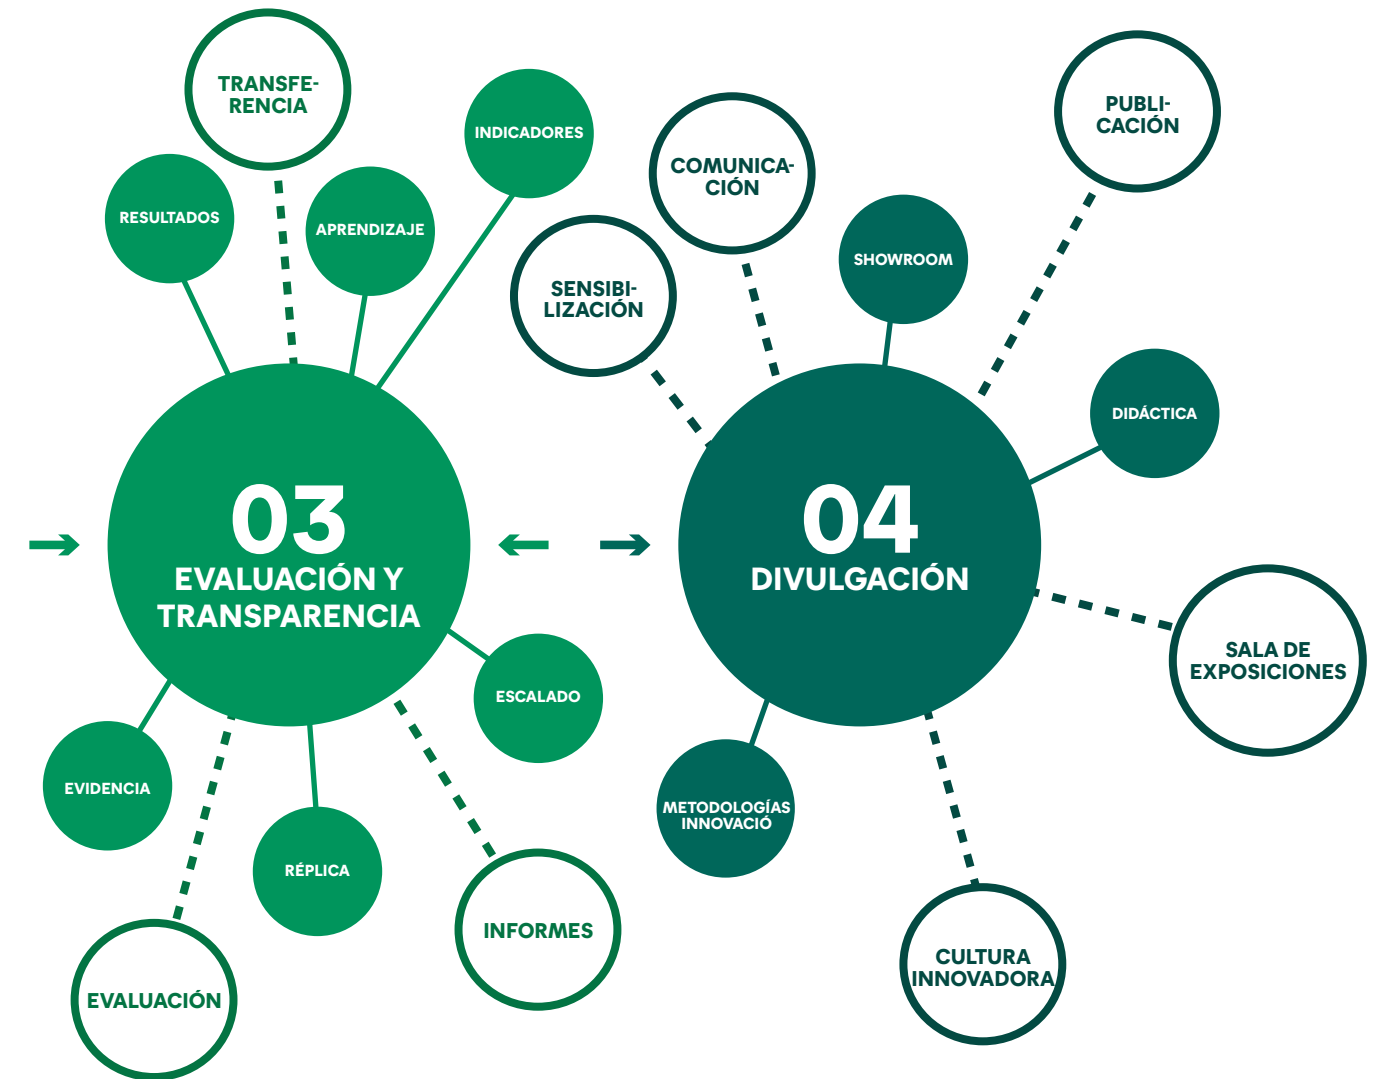 TRANSFE-
RENCIA
INDICADORES
RESULTADOS
APRENDIZAJE
03
EVALUACIÓN Y
TRANSPARENCIA
ESCALADO
EVIDENCIA
RÉPLICA
INFORMES
EVALUACIÓN
PUBLI-
CACIÓN
COMUNICA-
CIÓN
SHOWROOM
SENSIBI-
LIZACIÓN
DIDÁCTICA
04
DIVULGACIÓN
SALA DE
EXPOSICIONES
METODOLOGÍAS
INNOVACIÓ
CULTURA
INNOVADORA